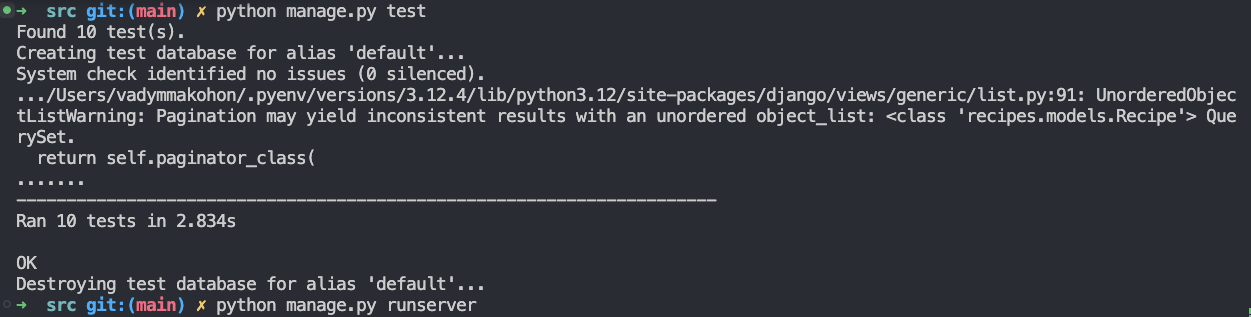 → src git:(main) ✗ python manage.py test
Found 10 test(s).
Creating test database for alias 'default'...
System check identified no issues (0 silenced).
.../Users/vadymmakohon/.pyenv/versions/3.12.4/lib/python3.12/site-packages/django/views/generic/list.py:91: UnorderedObjec
tListWarning: Pagination may yield inconsistent results with an unordered object_list: <class 'recipes.models.Recipe'> Que
rySet.
  return self.paginator_class(
.......
----------------------------------------------------------------------
Ran 10 tests in 2.834s

OK
Destroying test database for alias 'default'...
→ src git:(main) ✗ python manage.py runserver